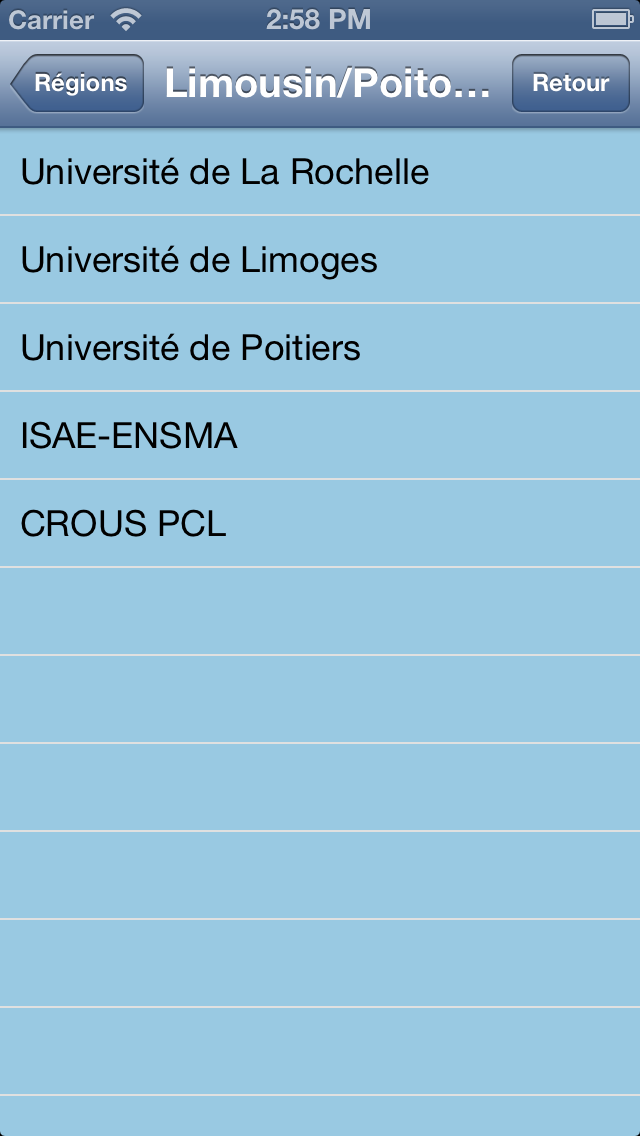 Carrier 2:58 PM
Régions Limousin/Poito... Retour
Université de La Rochelle
Université de Limoges
Université de Poitiers
ISAE-ENSMA
CROUS PCL